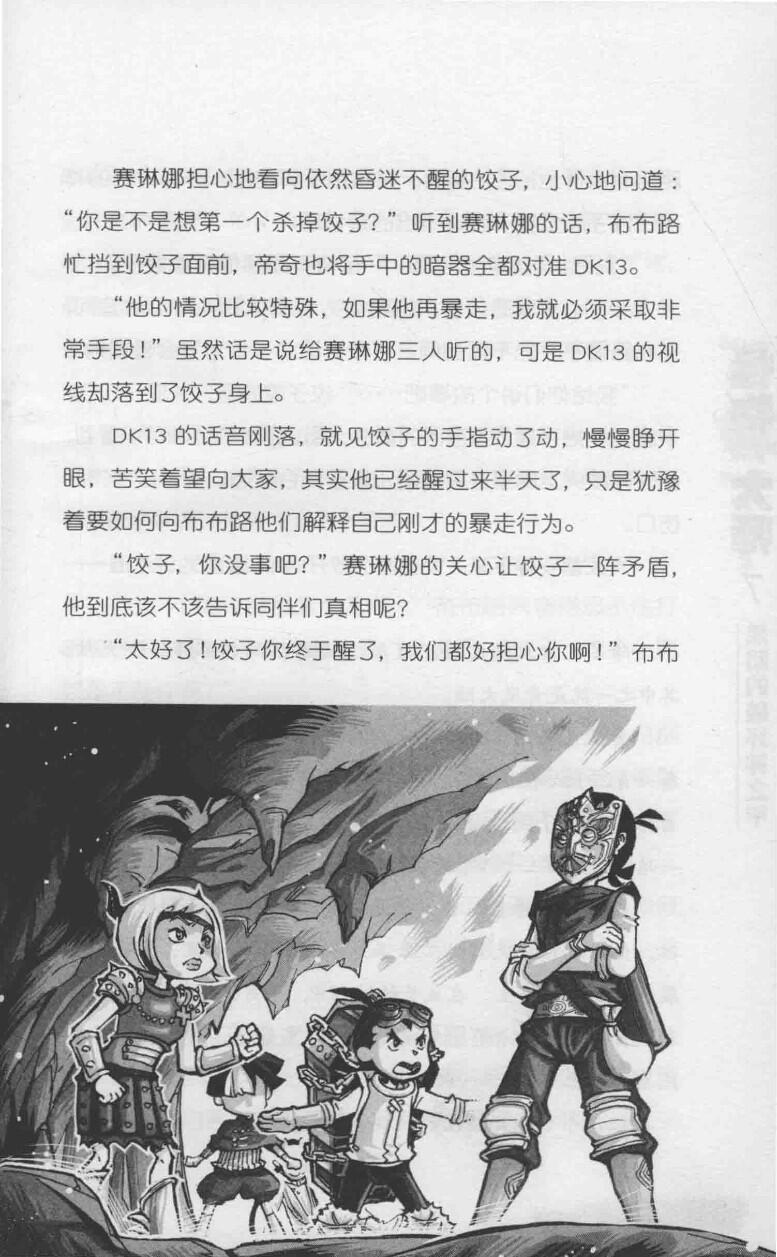 赛琳娜担心地看向依然昏迷不醒的饺子，小心地问道：
“你是不是想第一个杀掉饺子？”听到赛琳娜的话，布布路
忙挡到饺子面前，帝奇也将手中的暗器全都对准DK13。
“他的情况比较特殊，如果他再暴走，我就必须采取非
常手段！”虽然话是说给赛琳娜三人听的，可是DK13的视
线却落到了饺子身上。
DK13的话音刚落，就见饺子的手指动了动，慢慢睁开
眼，苦笑着望向大家，其实他已经醒过来半天了，只是犹豫
着要如何向布布路他们解释自己刚才的暴走行为。
“饺子，你没事吧？”赛琳娜的关心让饺子一阵矛盾，
他到底该不该告诉同伴们真相呢？
“太好了！饺子你终于醒了，我们都好担心你啊！”布布